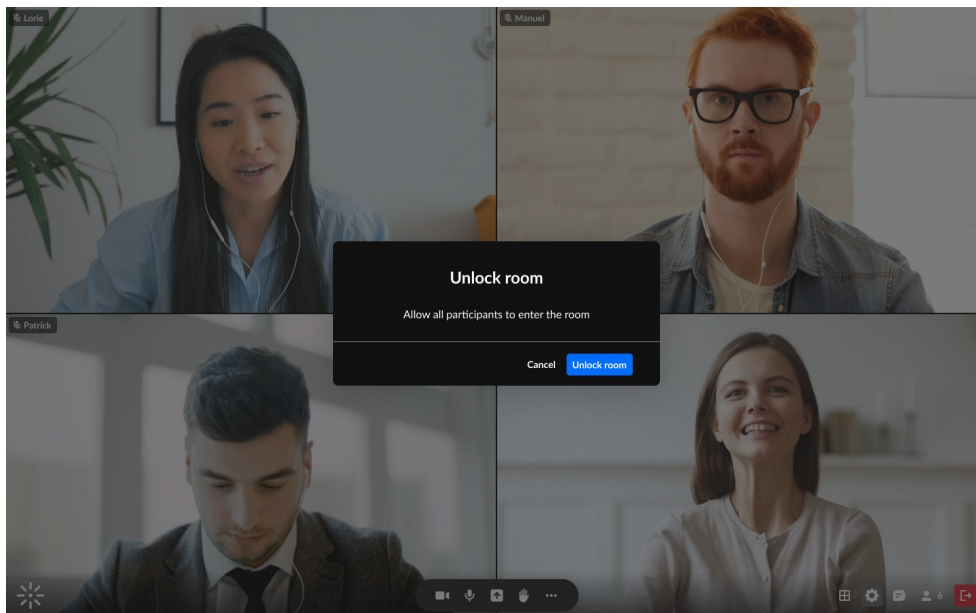 Lorie
Manuel
Unlock room
Allow all participants to enter the room
Cancel
Unlock room
Patrick
6